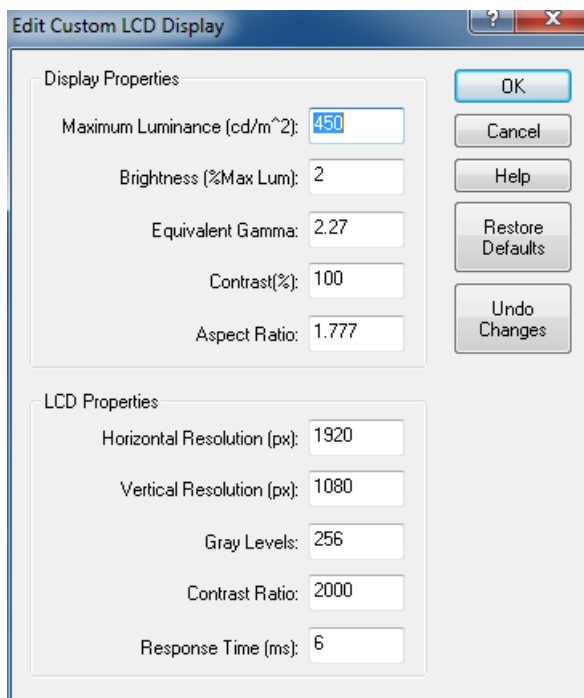 Edit Custom LCD Display
?
X
Display Properties
Maximum Luminance (cd/m^2): 450
Brightness (%Max Lum): 2
Equivalent Gamma: 2.27
Contrast(%): 100
Aspect Ratio: 1.777
LCD Properties
Horizontal Resolution (px): 1920
Vertical Resolution (px): 1080
Gray Levels: 256
Contrast Ratio: 2000
Response Time (ms): 6
OK
Cancel
Help
Restore
Defaults
Undo
Changes